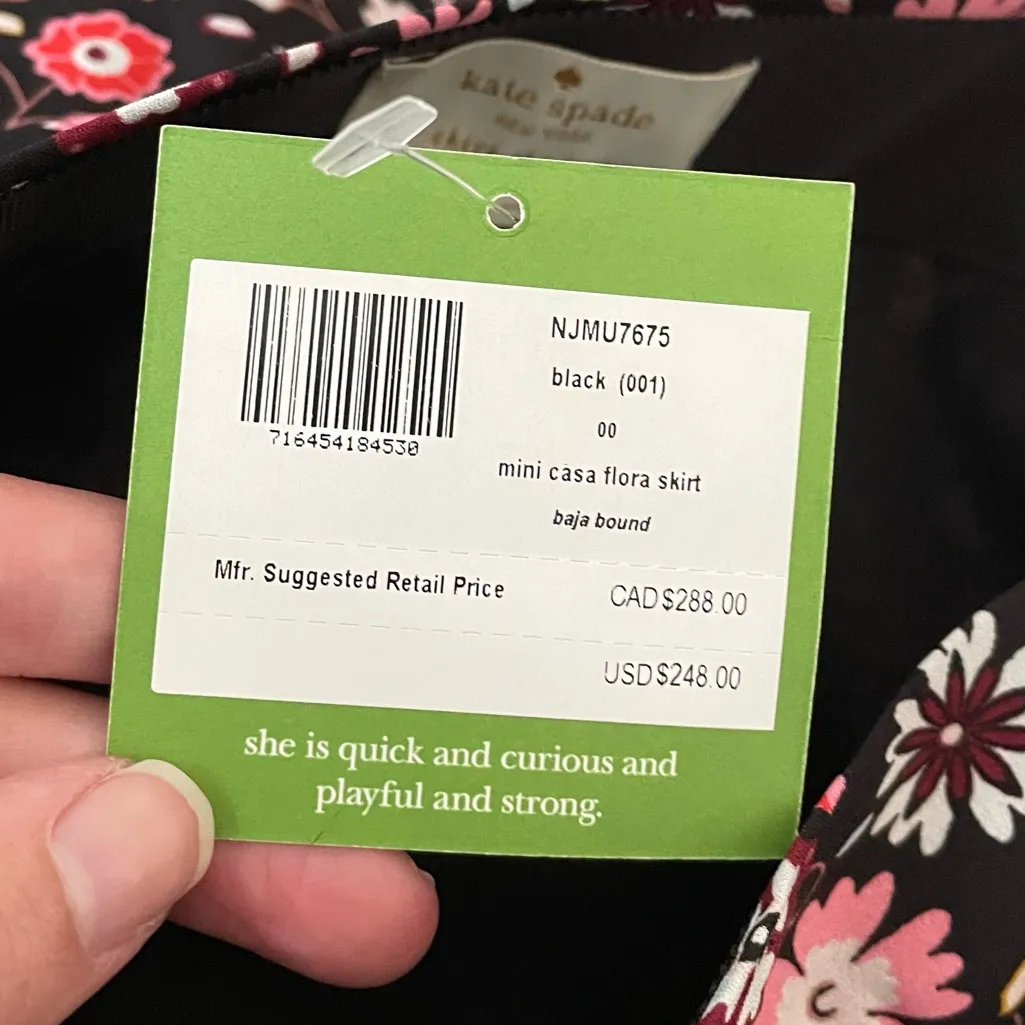 kate spade
NEW YORK
NJMU7675
black (001)
00
716454184530
mini casa flora skirt
baja bound
Mfr. Suggested Retail Price CAD$288.00
USD$248.00
she is quick and curious and
playful and strong.